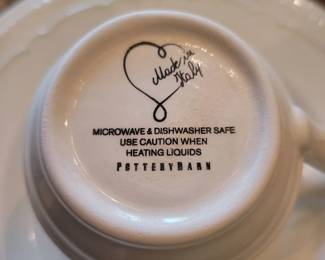 Made in
Italy
MICROWAVE & DISHWASHER SAFE
USE CAUTION WHEN
HEATING LIQUIDS
POTTERYBARN